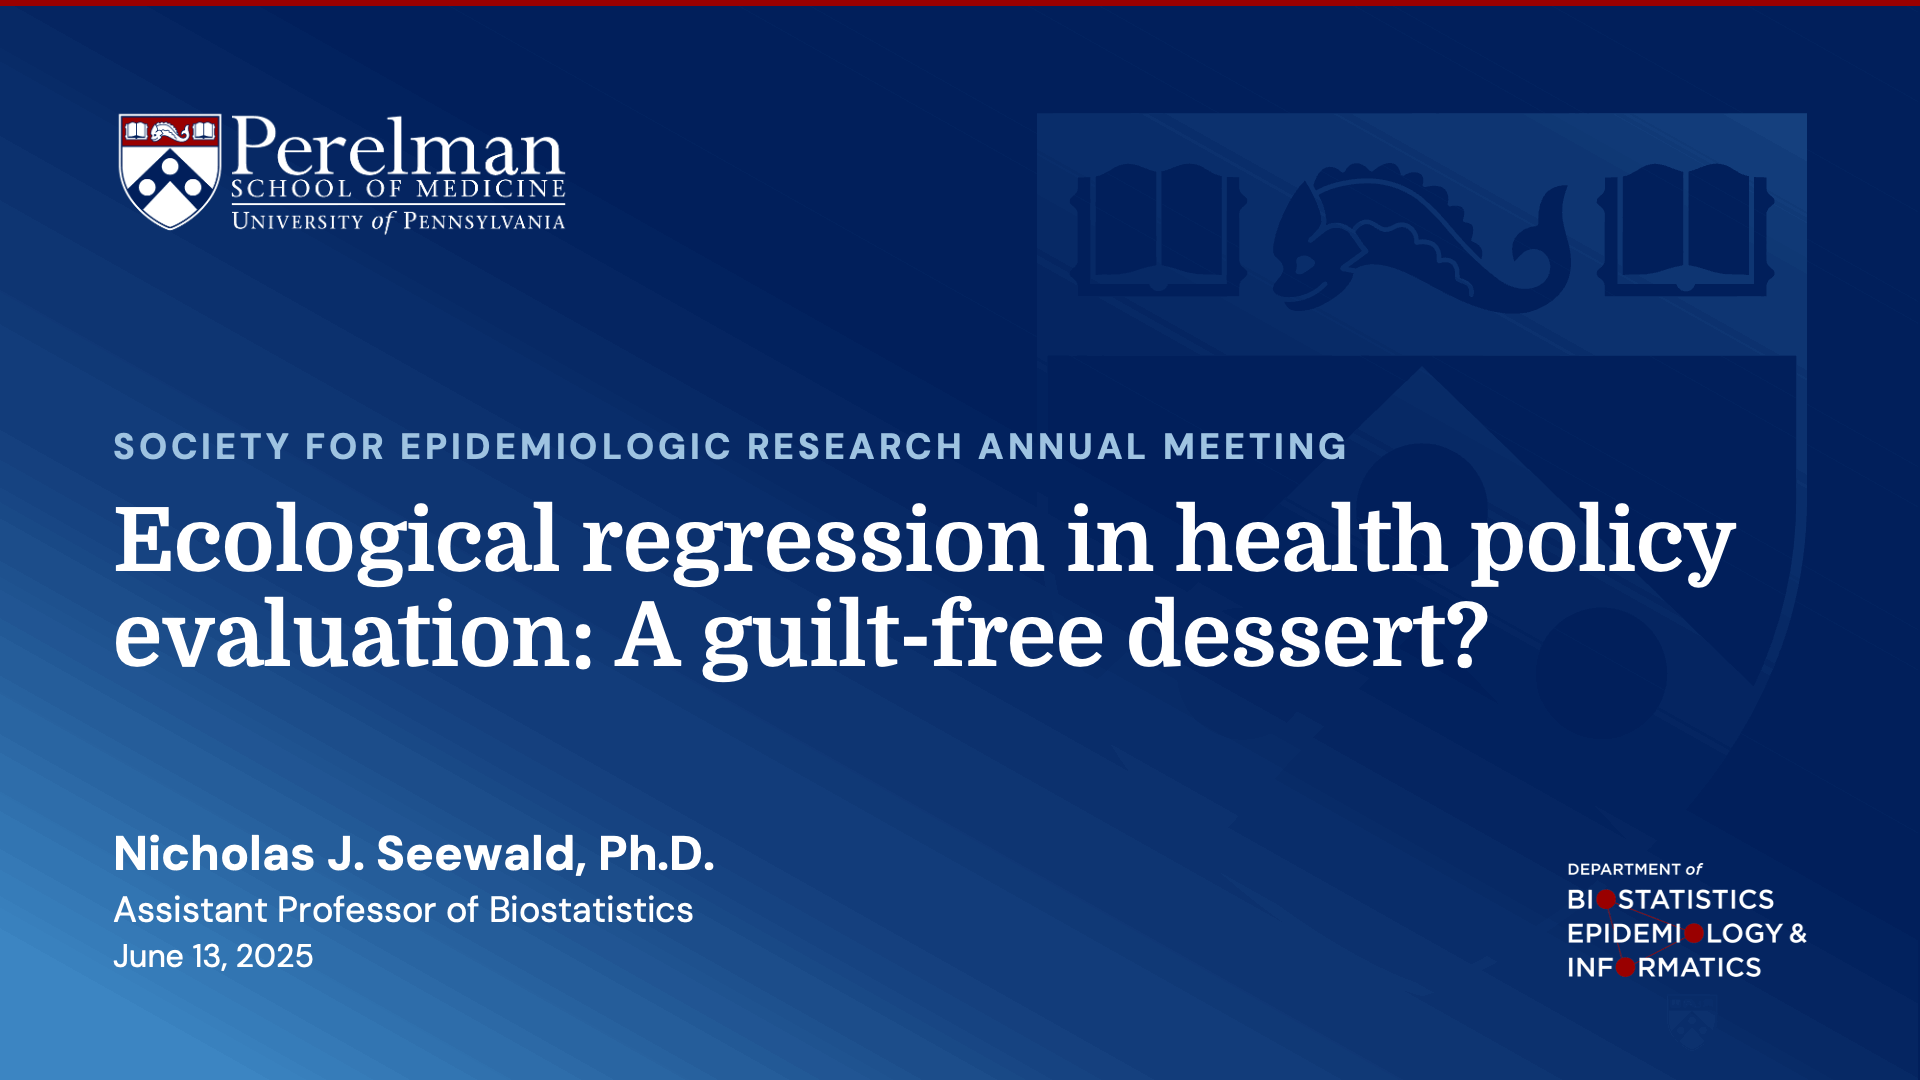 Perelman
SCHOOL OF MEDICINE
UNIVERSITY of PENNSYLVANIA
SOCIETY FOR EPIDEMIOLOGIC RESEARCH ANNUAL MEETING
Ecological regression in health policy
evaluation: A guilt-free dessert?
Nicholas J. Seewald, Ph.D.
Assistant Professor of Biostatistics
June 13, 2025
DEPARTMENT of
BIOSTATISTICS
EPIDEMIOLOGY &
INFORMATICS